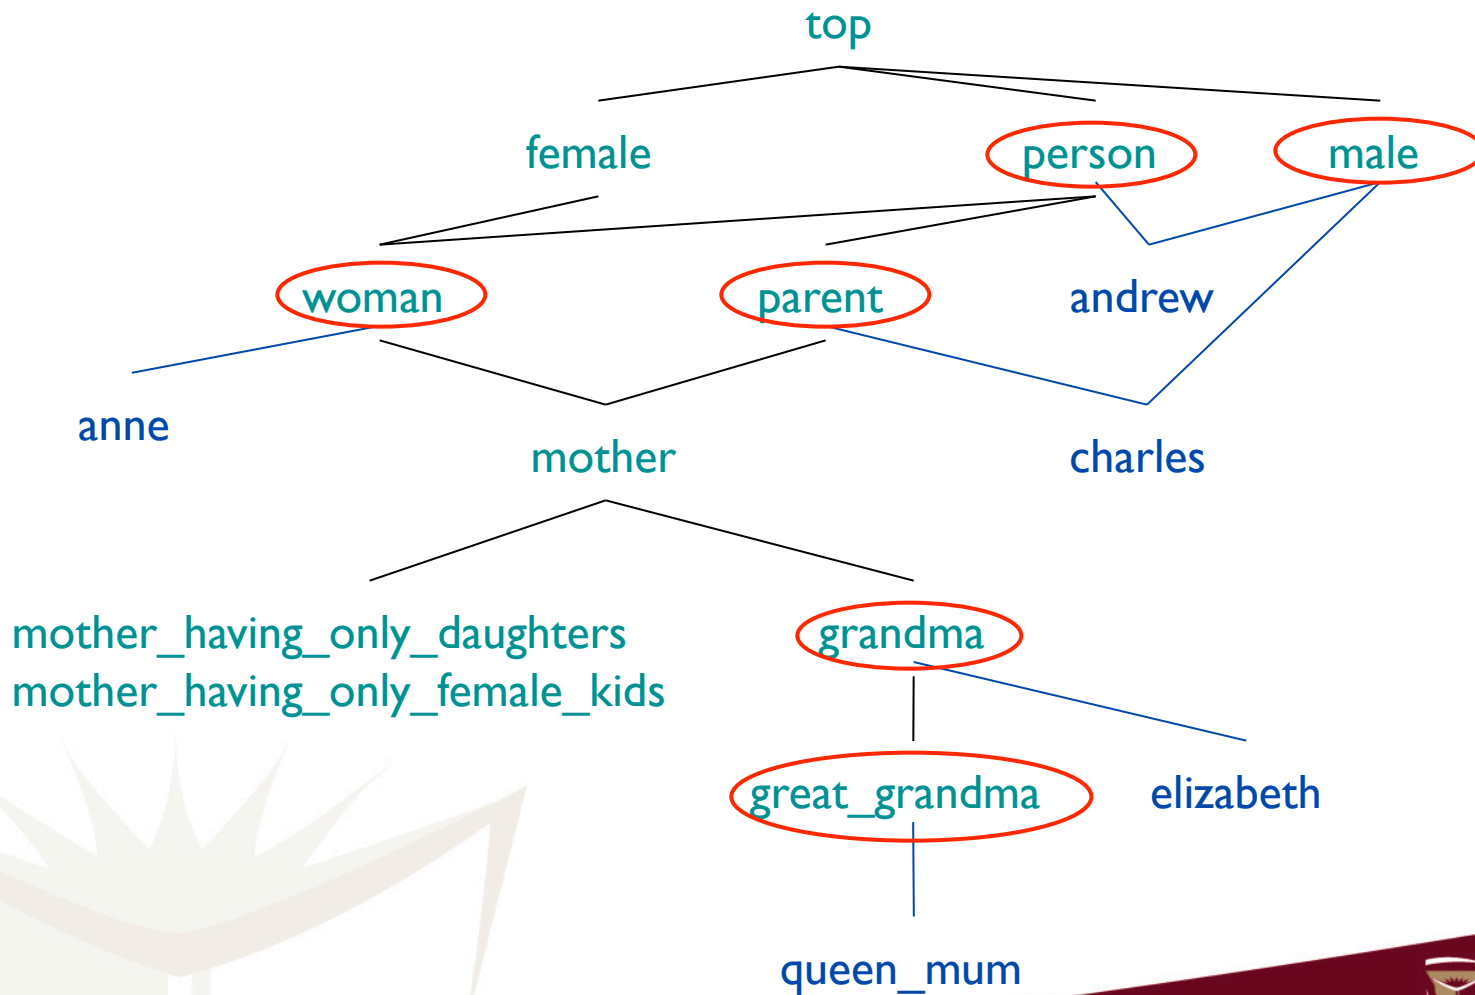 top
female person male
woman parent andrew
anne
mother charles
mother_having_only_daughters grandma
mother_having_only_female_kids
great_grandma elizabeth
queen_mum